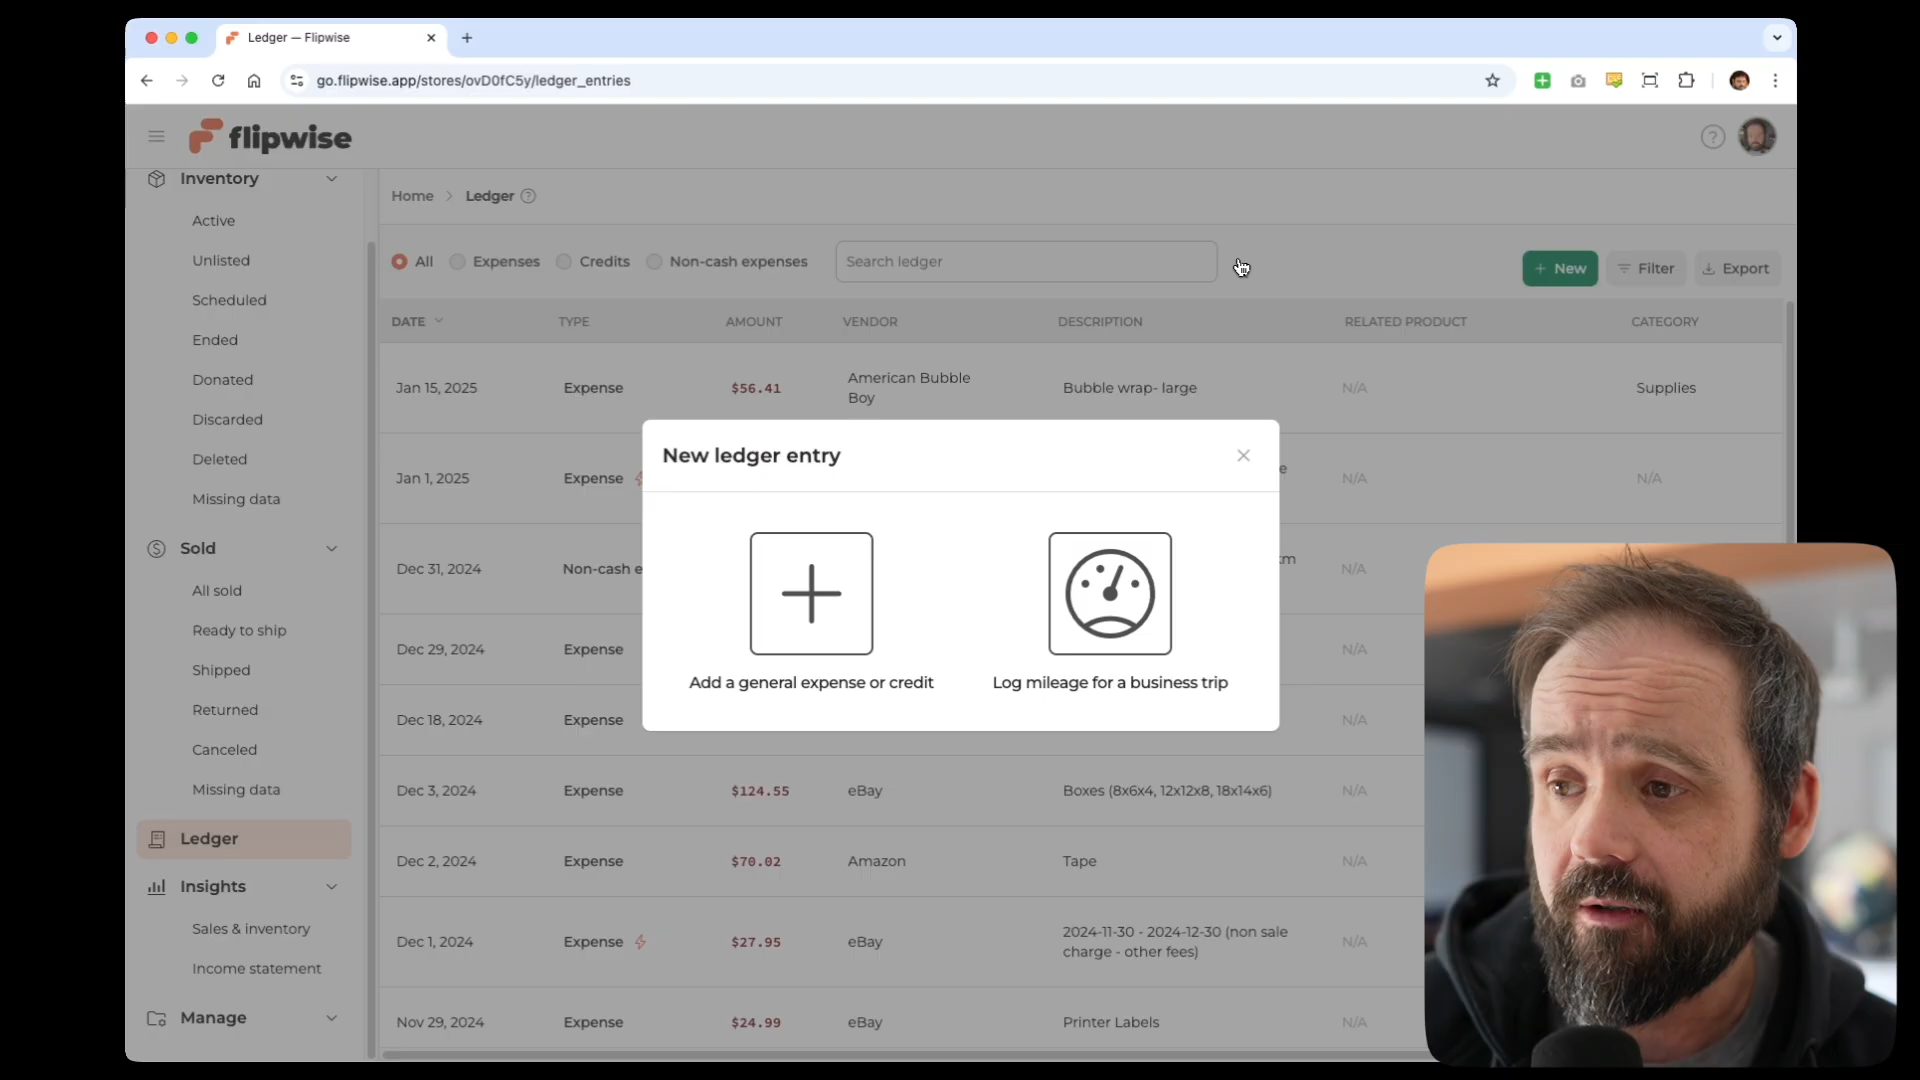 Ledger — Flipwise
go.flipwise.app/stores/ovD0fC5y/ledger_entries
flipwise
Inventory
Active
Unlisted
Scheduled
Ended
Donated
Discarded
Deleted
Missing data
Sold
All sold
Ready to ship
Shipped
Returned
Canceled
Missing data
Ledger
Insights
Sales & inventory
Income statement
Manage
Home > Ledger
All Expenses Credits Non-cash expenses Search ledger
+ New Filter Export
DATE TYPE AMOUNT VENDOR DESCRIPTION RELATED PRODUCT CATEGORY
Jan 15, 2025 Expense $56.41 American Bubble Boy Bubble wrap- large N/A Supplies
Jan 1, 2025 Expense N/A N/A
Dec 31, 2024 Non-cash N/A
Dec 29, 2024 Expense N/A
Dec 18, 2024 Expense N/A
Dec 3, 2024 Expense $124.55 eBay Boxes (8x6x4, 12x12x8, 18x14x6) N/A
Dec 2, 2024 Expense $70.02 Amazon Tape N/A
Dec 1, 2024 Expense $27.95 eBay 2024-11-30 - 2024-12-30 (non sale charge - other fees) N/A
Nov 29, 2024 Expense $24.99 eBay Printer Labels N/A
New ledger entry
Add a general expense or credit
Log mileage for a business trip